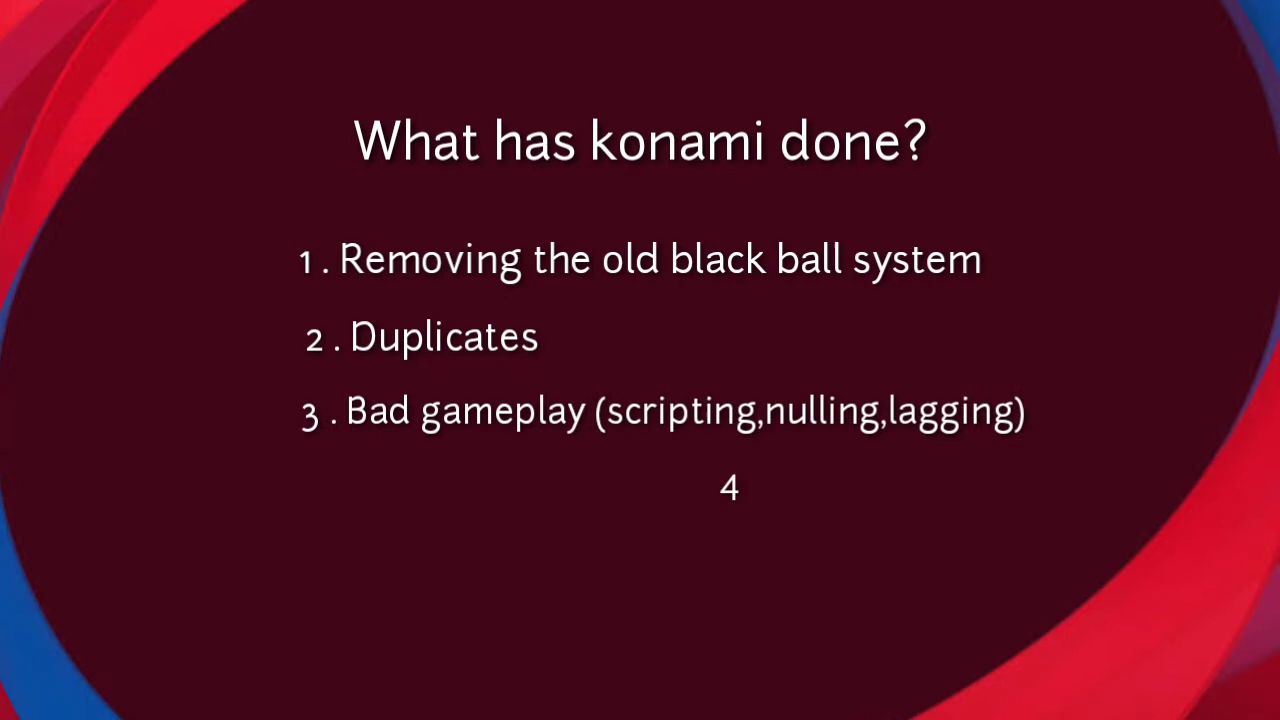 What has konami done?
1 . Removing the old black ball system
2 . Duplicates
3 . Bad gameplay (scripting,nulling,lagging)
4